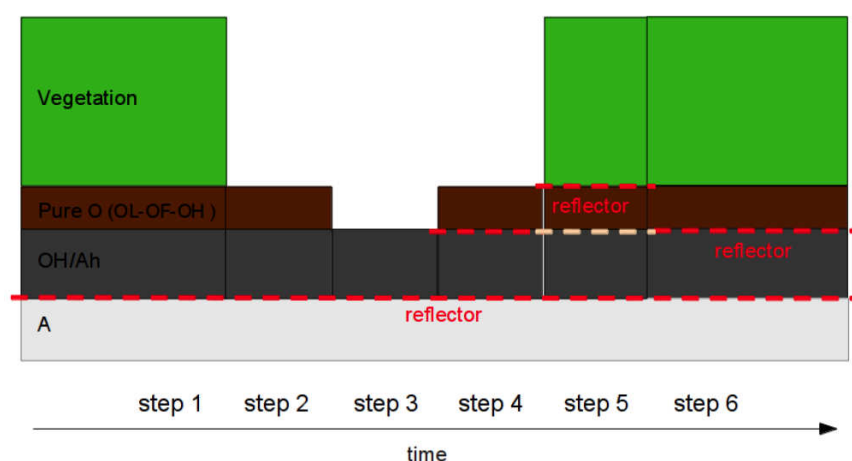 Vegetation
Pure O (OL-OF-OH )
reflector
OH/Ah
reflector
reflector
A
step 1 step 2 step 3 step 4 step 5 step 6
time